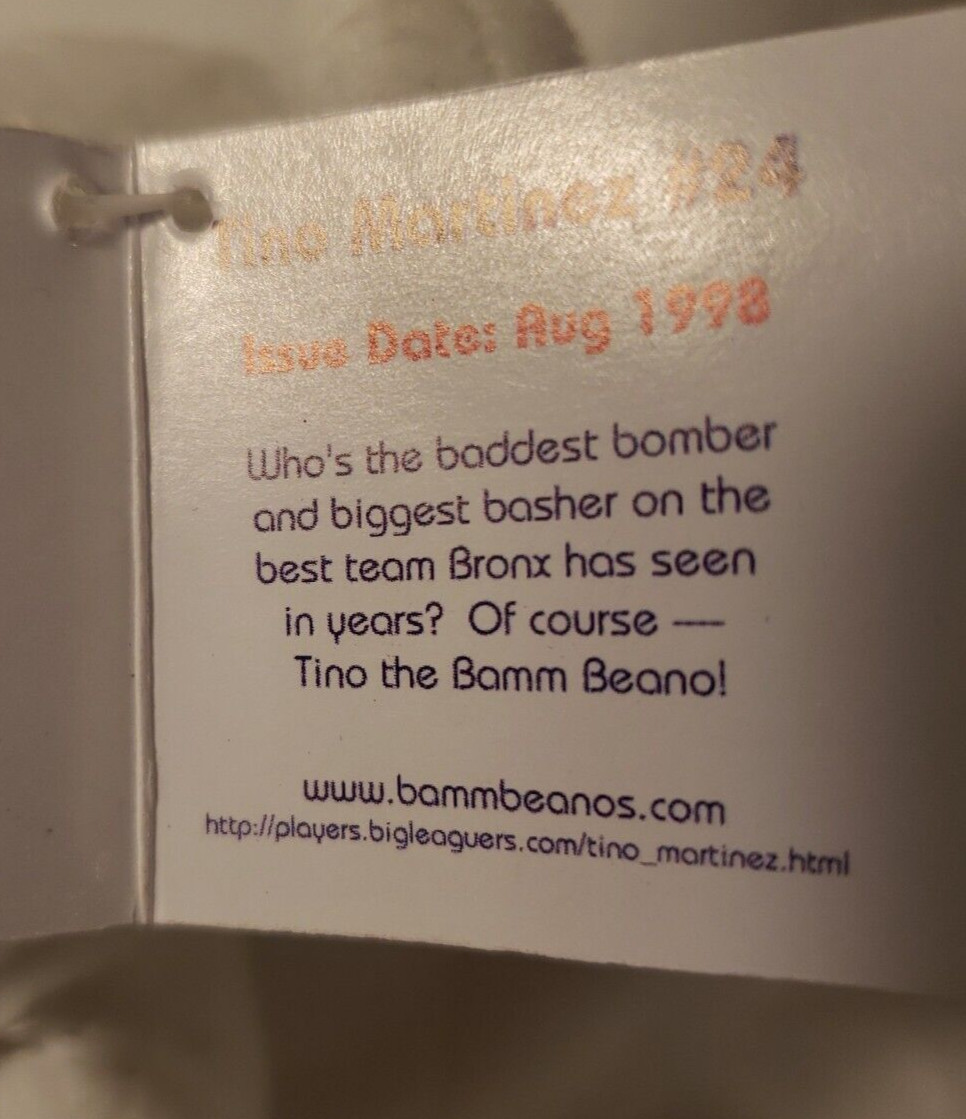 Tino Martinez #24
Issue Date: Aug 1998
Who's the baddest bomber
and biggest basher on the
best team Bronx has seen
in years? Of course —
Tino the Bamm Beano!
www.bammbeanos.com
http://players.bigleaguers.com/tino_martinez.html